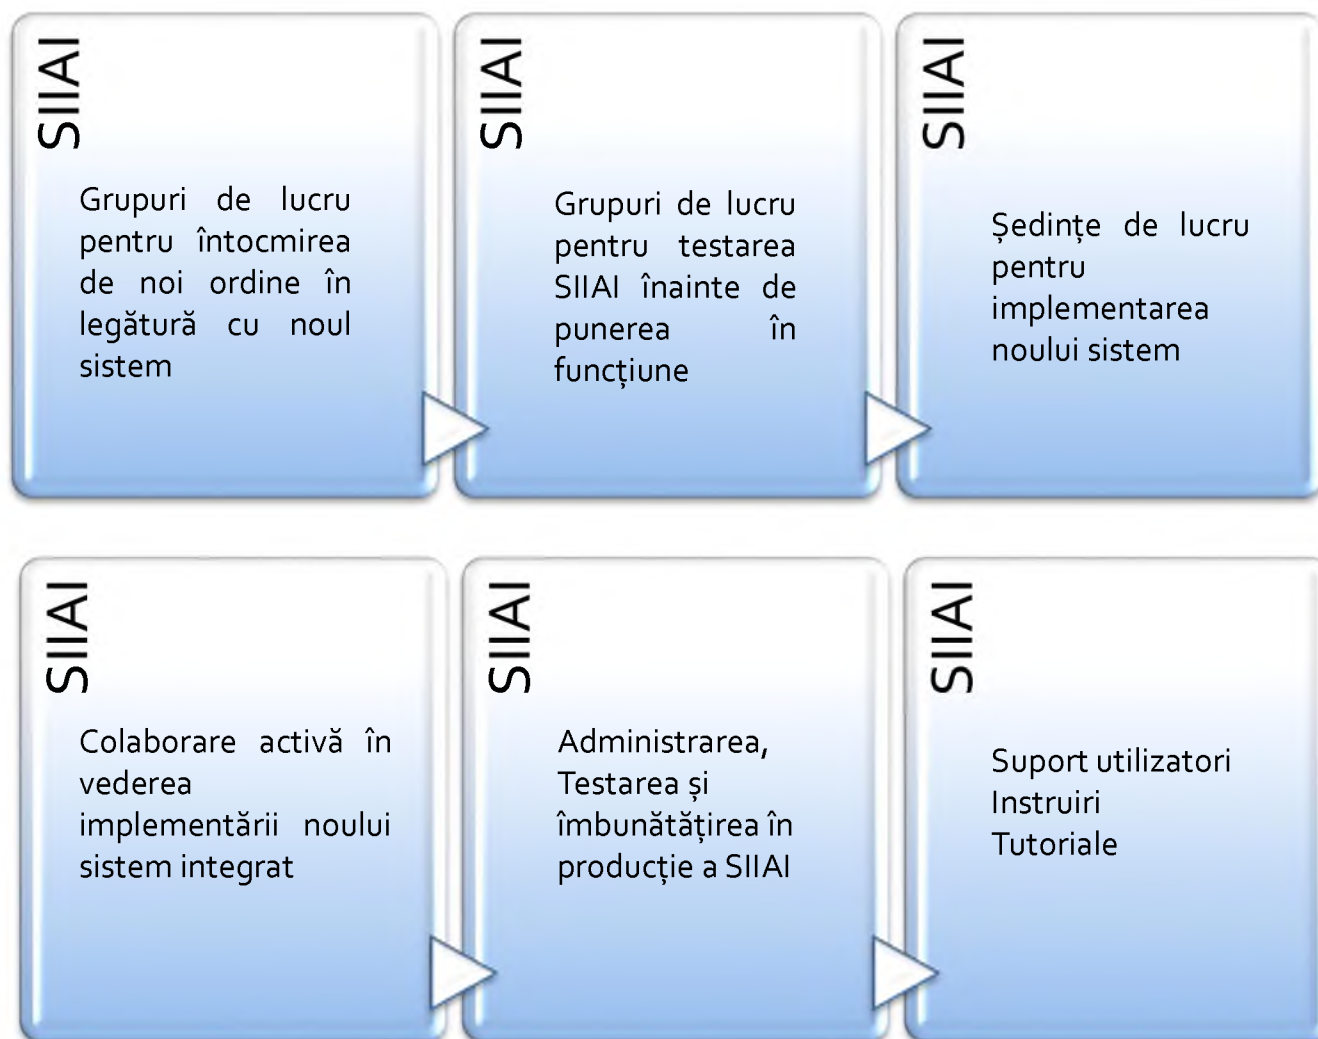 SIIAI
Grupuri de lucru
pentru întocmirea
de noi ordine în
legătură cu noul
sistem
SIIAI
Grupuri de lucru
pentru testarea
SIIAI înainte de
punerea în
funcțiune
SIIAI
Ședințe de lucru
pentru
implementarea
noului sistem
SIIAI
Colaborare activă în
vederea
implementării noului
sistem integrat
SIIAI
Administrarea,
Testarea și
îmbunătățirea în
producție a SIIAI
SIIAI
Suport utilizatori
Instruiri
Tutoriale